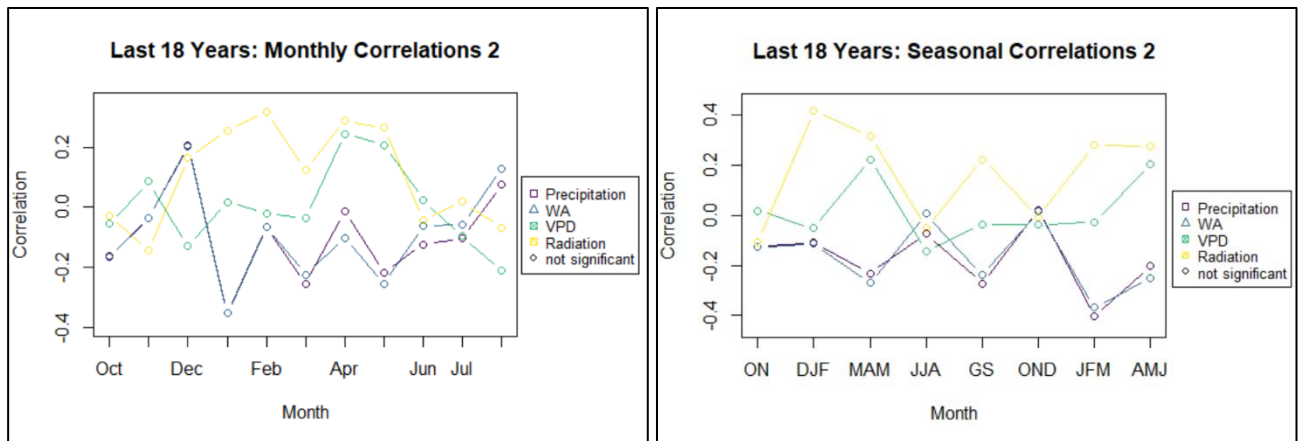 Last 18 Years: Monthly Correlations 2
Correlation
0.2
0.0
-0.2
-0.4
Oct Dec Feb Apr Jun Jul
Month
Precipitation
WA
VPD
Radiation
not significant
Last 18 Years: Seasonal Correlations 2
Correlation
0.4
0.2
0.0
-0.2
-0.4
ON DJF MAM JJA GS OND JFM AMJ
Month
Precipitation
WA
VPD
Radiation
not significant